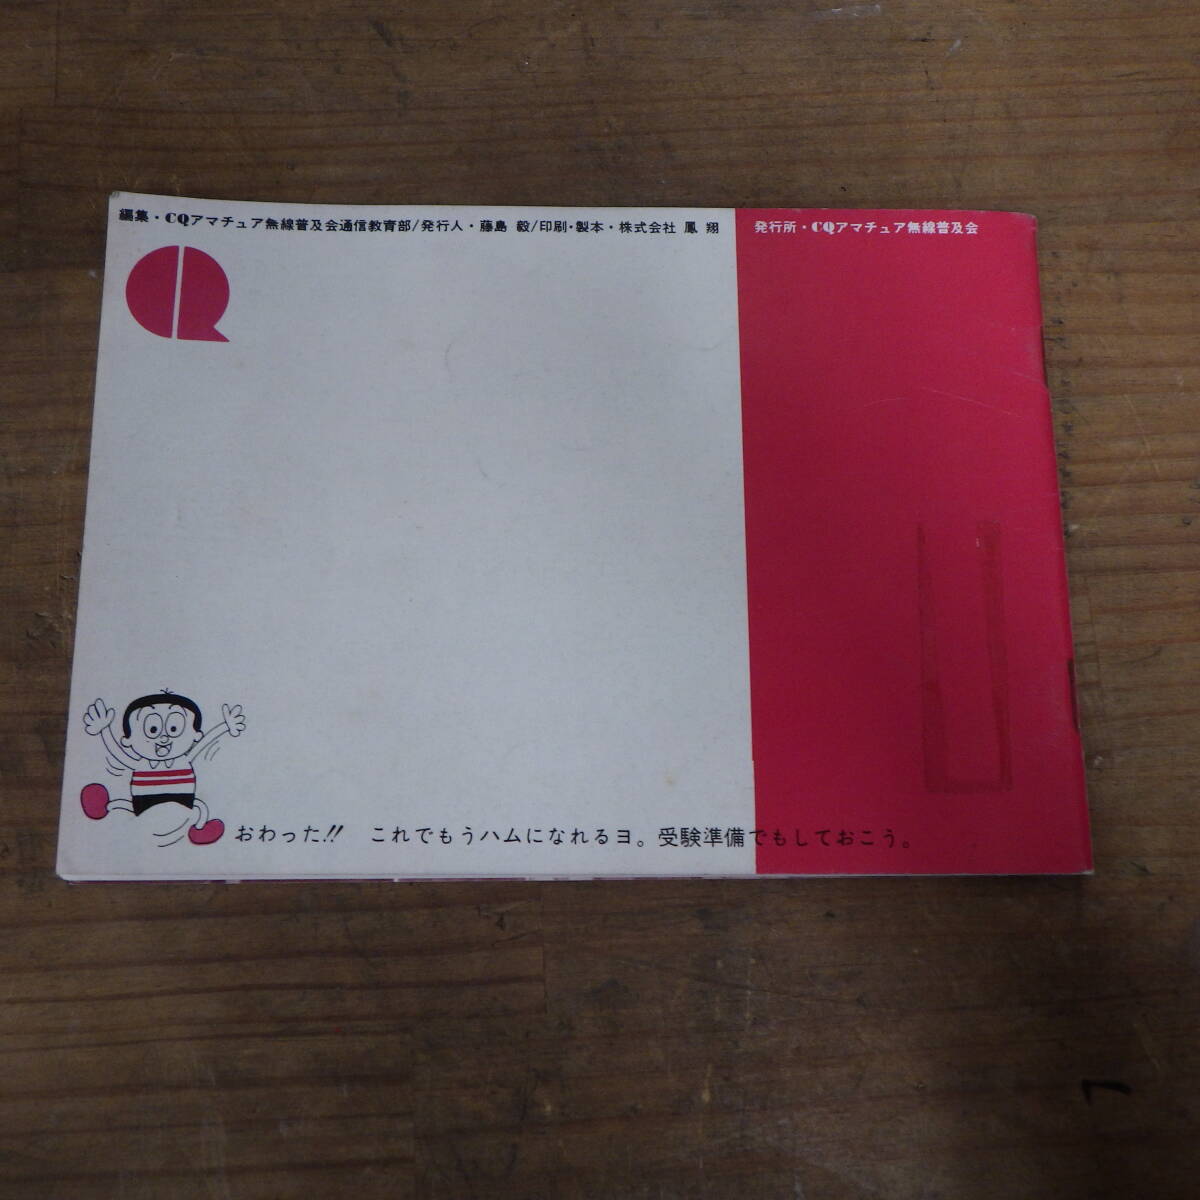 編集・CQアマチュア無線普及会通信教育部/発行人・藤島 毅/印刷・製本・株式会社 鳳 翔
発行所・CQアマチュア無線普及会
CQ
おわった!! これでもうハムになれるヨ。受験準備でもしておこう。